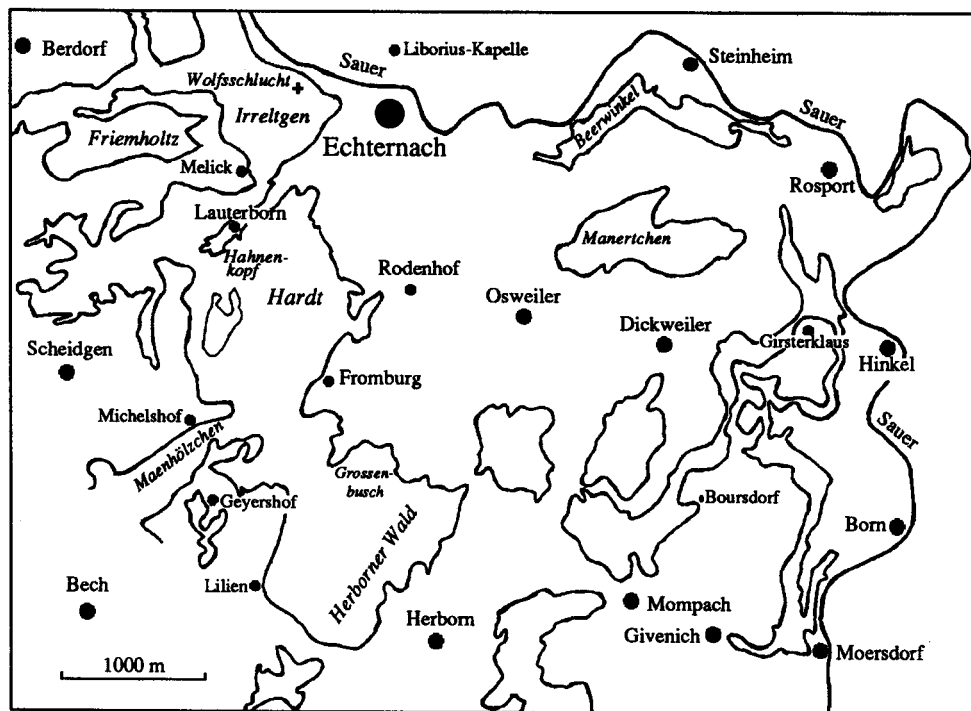 Berdorf
Liborius-Kapelle
Sauer
Steinheim
Wolfsschlucht
Irreltgen
Beerwinkel
Sauer
Friemholtz
Echternach
Melick
Rosport
Lauterborn
Manertchen
Hahnen-
kopf
Rodenhof
Hardt
Osweiler
Dickweiler
Girsterklaus
Scheidgen
Hinkel
Fromburg
Michelshof
Sauer
Maenhölzchen
Grossen-
busch
Geyershof
Boursdorf
Herborner Wald
Born
Bech
Lilien
Mompach
Herborn
Givenich
Moersdorf
1000 m